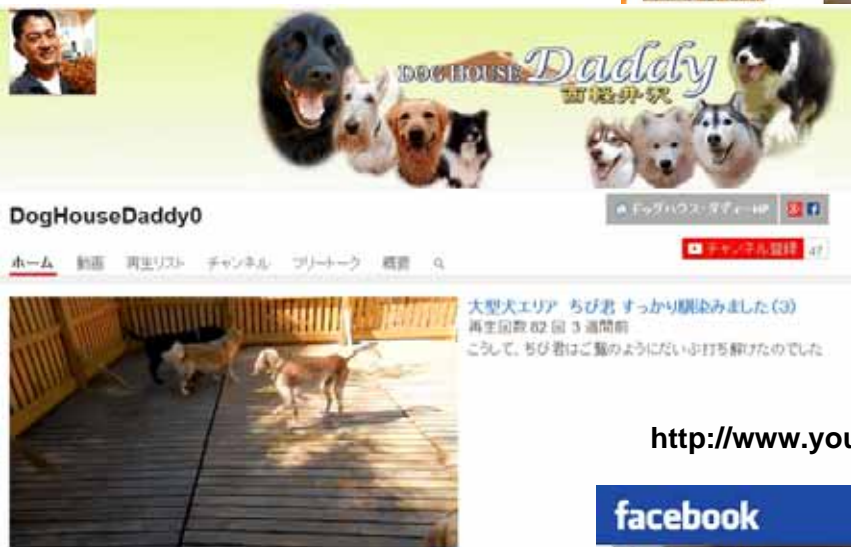 DOG HOUSE Daddy
西軽井沢
DogHouseDaddy0
ドッグハウス・ダディーHP
チャンネル登録 47
ホーム 動画 再生リスト チャンネル フリートーク 概要
大型犬エリア ちび君 すっかり馴染みました(3)
再生回数 82 回 3 週間前
こうして、ちび君はご覧のようにだいぶ打ち解けたのでした
http://www.you
facebook